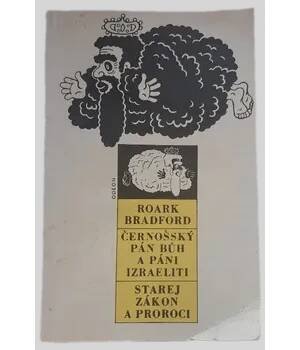 ODEON
ROARK
BRADFORD
ČERNOŠSKÝ
PÁN BŮH
A PÁNI
IZRAELITI
STAREJ
ZÁKON
A PROROCI